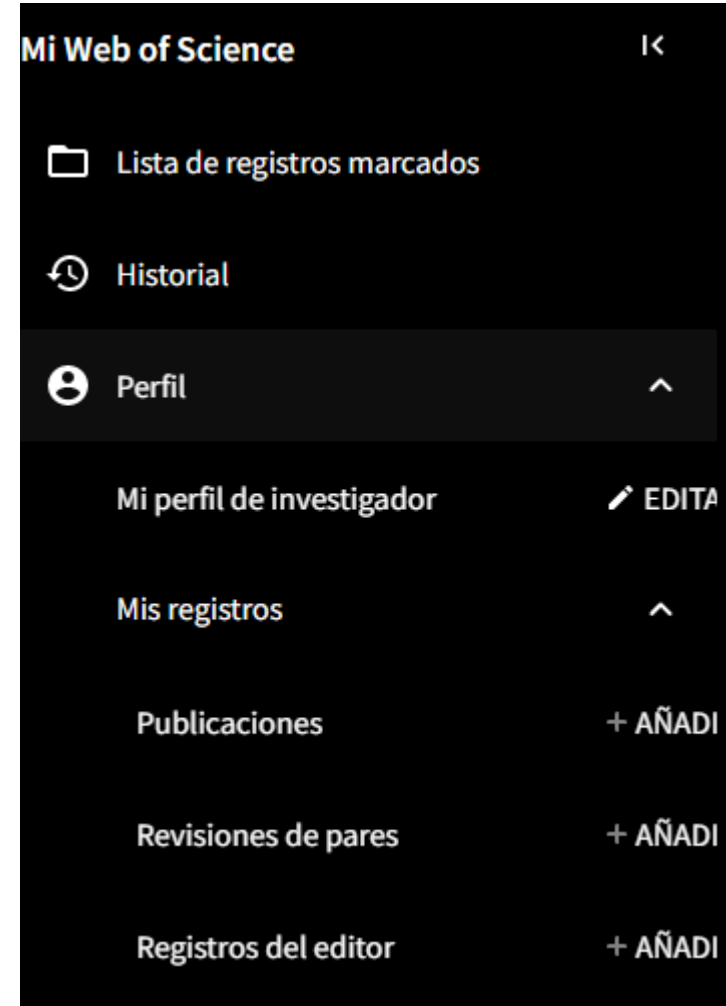 Mi Web of Science
Lista de registros marcados
Historial
Perfil
Mi perfil de investigador EDITA
Mis registros
Publicaciones + AÑADI
Revisiones de pares + AÑADI
Registros del editor + AÑADI